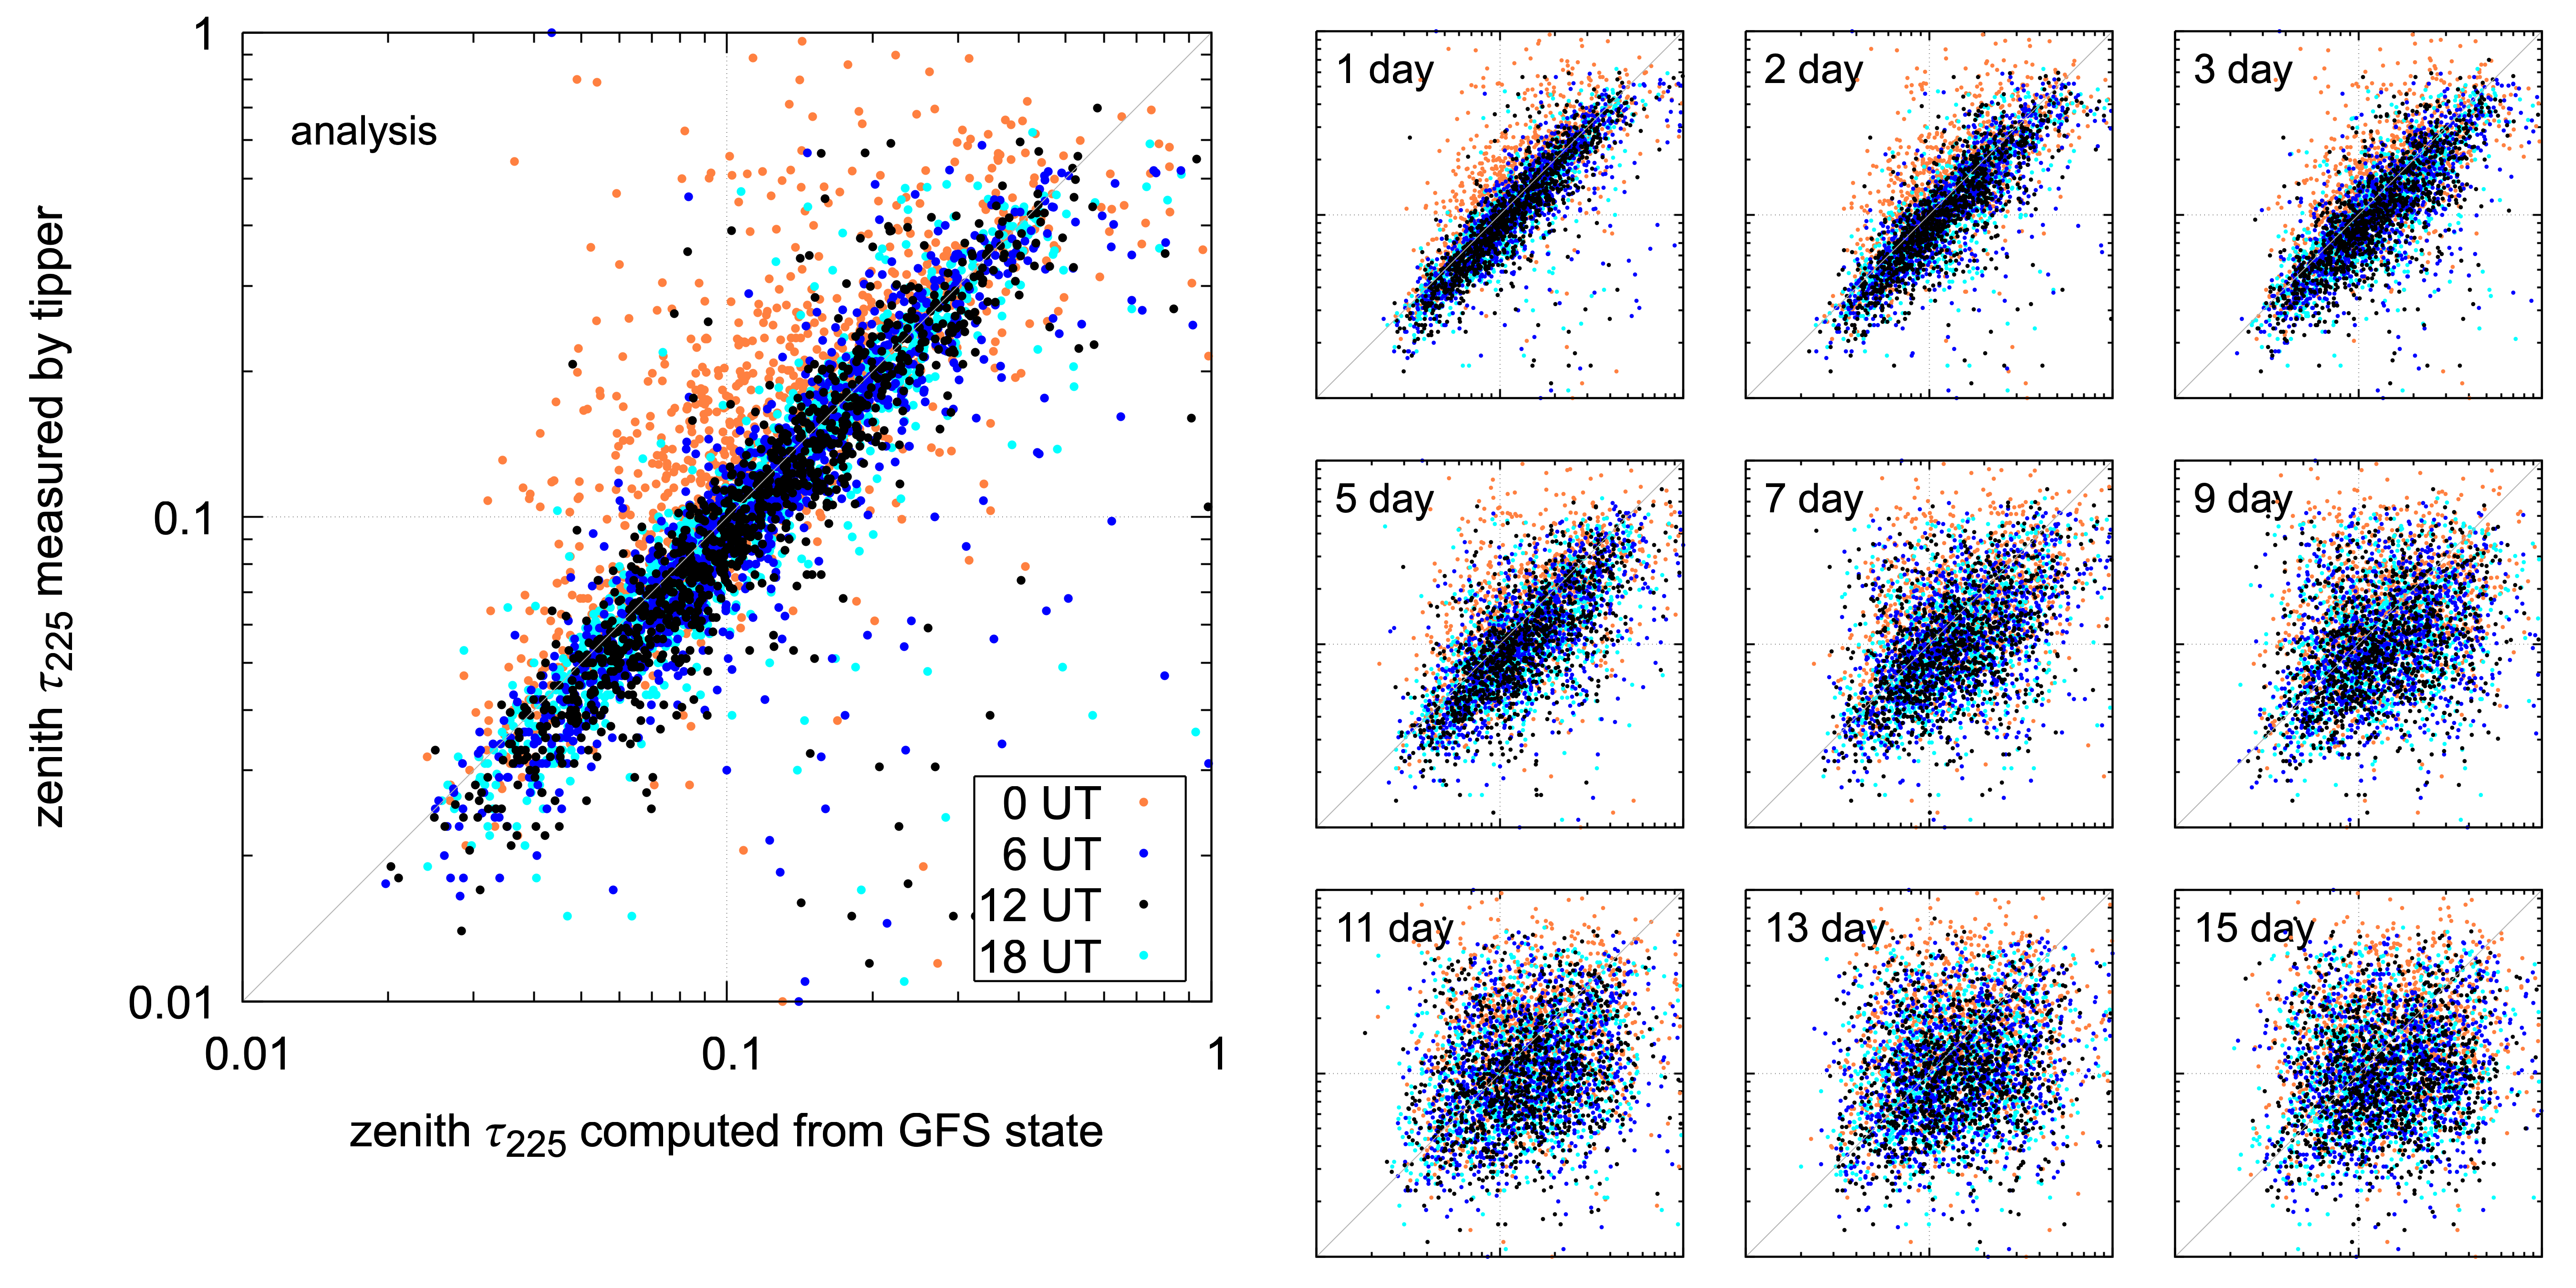 zenith τ225 measured by tipper
1
0.1
0.01
analysis
0 UT
6 UT
12 UT
18 UT
0.01
0.1
1
zenith τ225 computed from GFS state
1 day
2 day
3 day
5 day
7 day
9 day
11 day
13 day
15 day